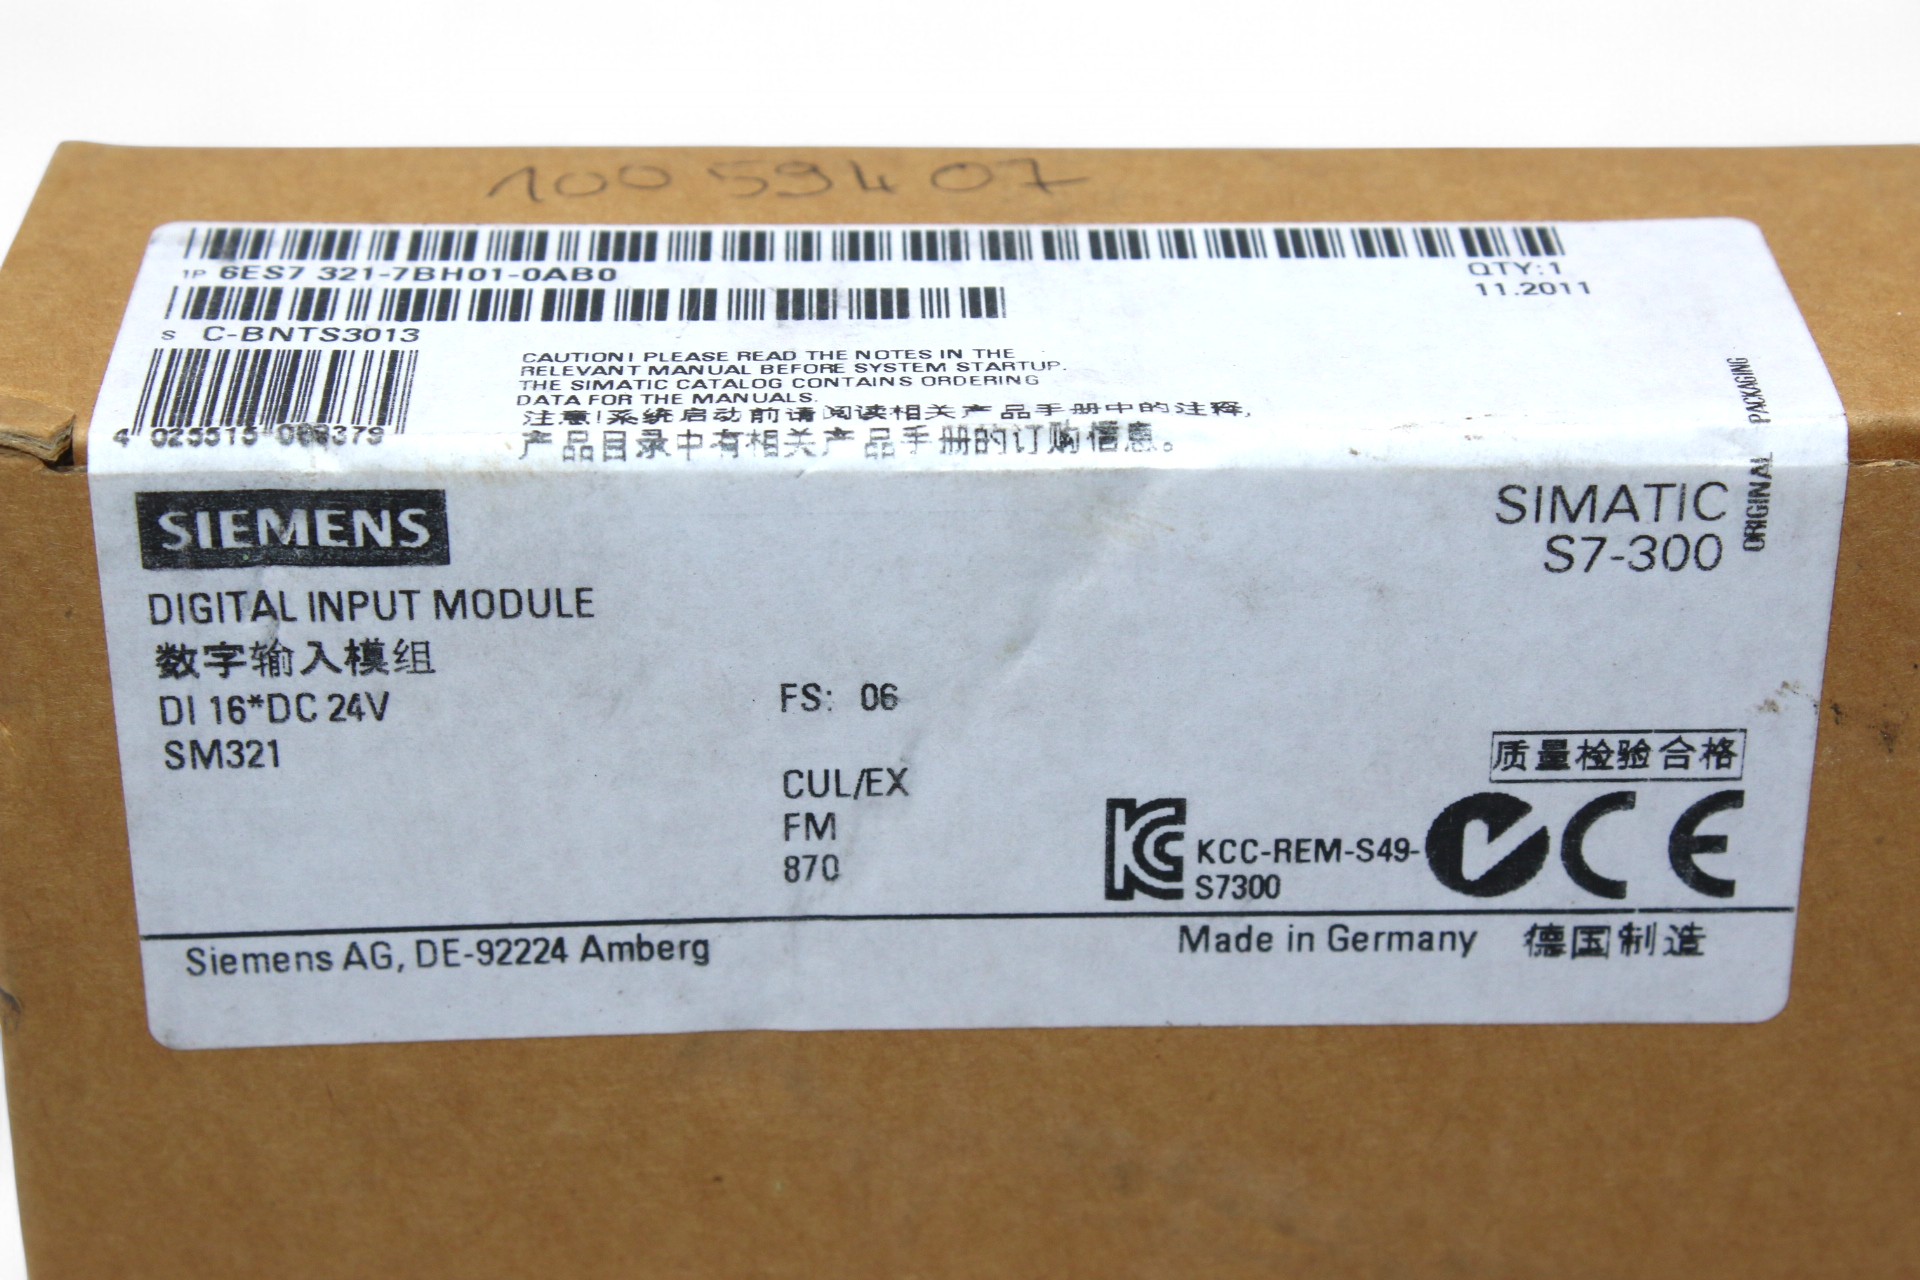 10059407
1P 6ES7 321-7BH01-0AB0
QTY:1
11.2011
S C-BNTS3013
CAUTION! PLEASE READ THE NOTES IN THE
RELEVANT MANUAL BEFORE SYSTEM STARTUP.
THE SIMATIC CATALOG CONTAINS ORDERING
DATA FOR THE MANUALS.
注意!系统启动前请阅读相关产品手册中的注释,
产品目录中有相关产品手册的订购信息。
4 025515
ORIGINAL PACKAGING
SIEMENS
SIMATIC
S7-300
DIGITAL INPUT MODULE
数字输入模组
DI 16*DC 24V
SM321
FS: 06
CUL/EX
FM
870
质量检验合格
KC KCC-REM-S49-
S7300
CE
Siemens AG, DE-92224 Amberg
Made in Germany 德国制造